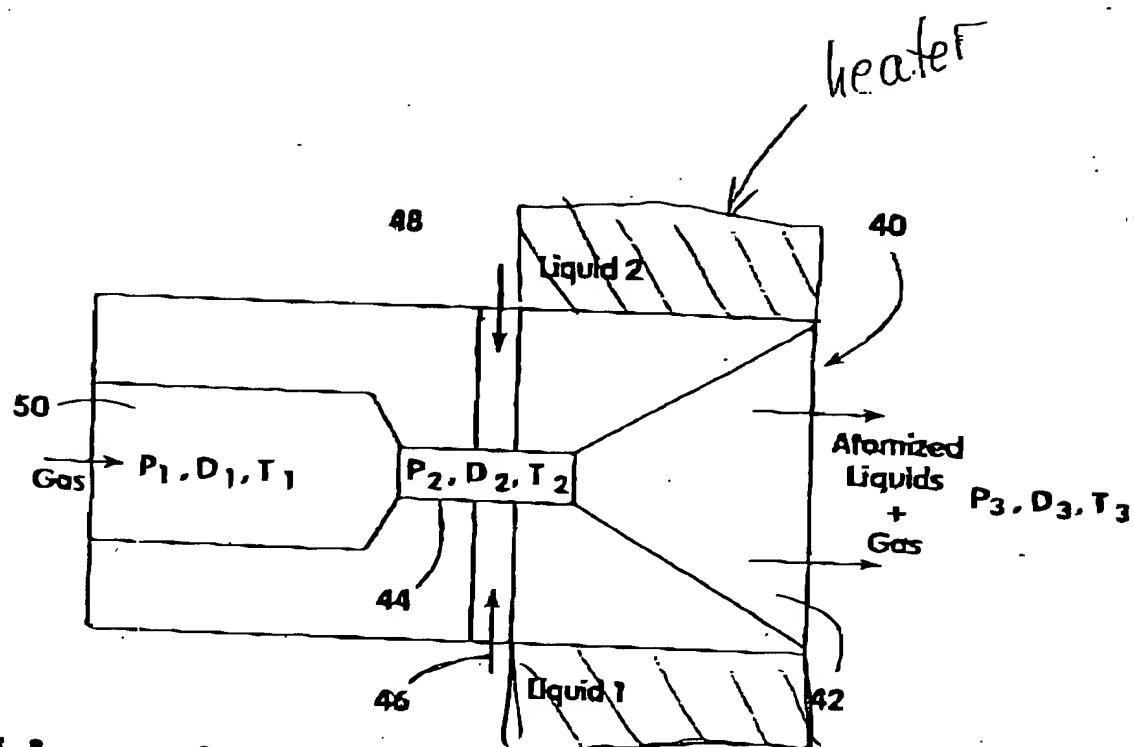 heater
48
40
Liquid 2
50
Gas
P1, D1, T1
P2, D2, T2
Atomized
Liquids
+
Gas
P3, D3, T3
44
46
Liquid 1
42